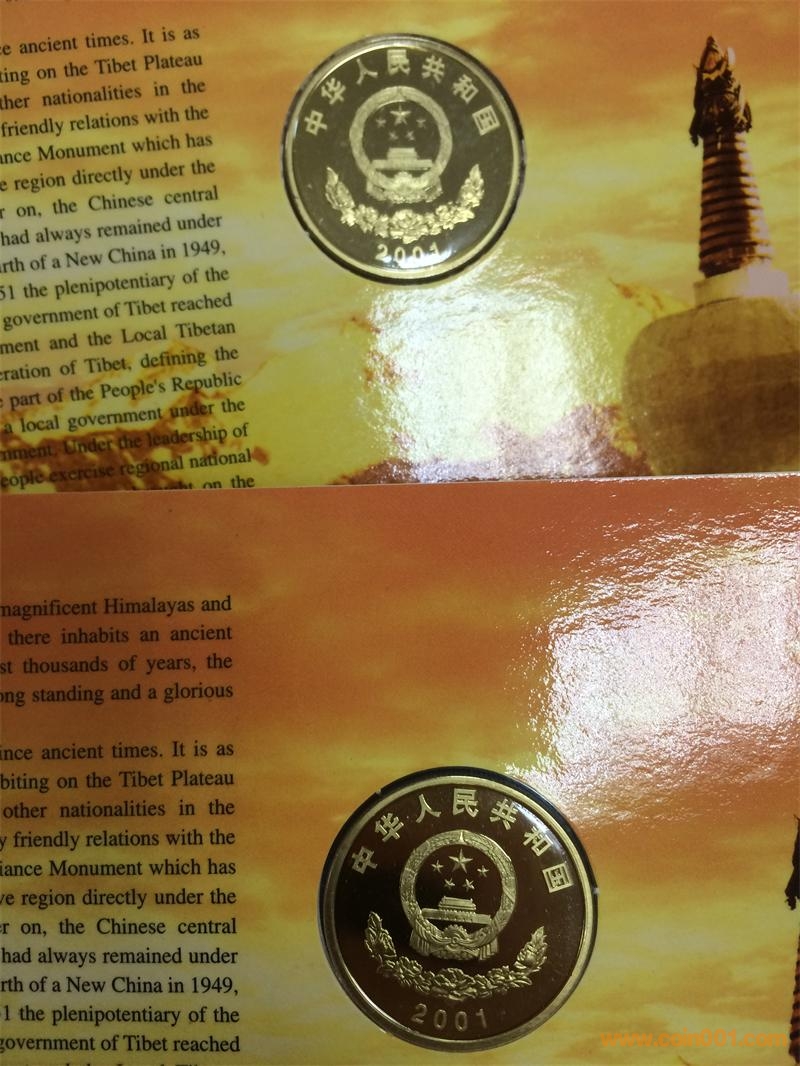 e ancient times. It is as
ting on the Tibet Plateau
ther nationalities in the
friendly relations with the
ance Monument which has
e region directly under the
r on, the Chinese central
had always remained under
rth of a New China in 1949,
51 the plenipotentiary of the
government of Tibet reached
ment and the Local Tibetan
eration of Tibet, defining the
part of the People's Republic
a local government under the
nment. Under the leadership of
eople exercise regional national
on the
中华人民共和国
2001
magnificent Himalayas and
there inhabits an ancient
st thousands of years, the
ong standing and a glorious
ince ancient times. It is as
biting on the Tibet Plateau
other nationalities in the
y friendly relations with the
iance Monument which has
ve region directly under the
er on, the Chinese central
had always remained under
rth of a New China in 1949,
1 the plenipotentiary of the
government of Tibet reached
中华人民共和国
2001